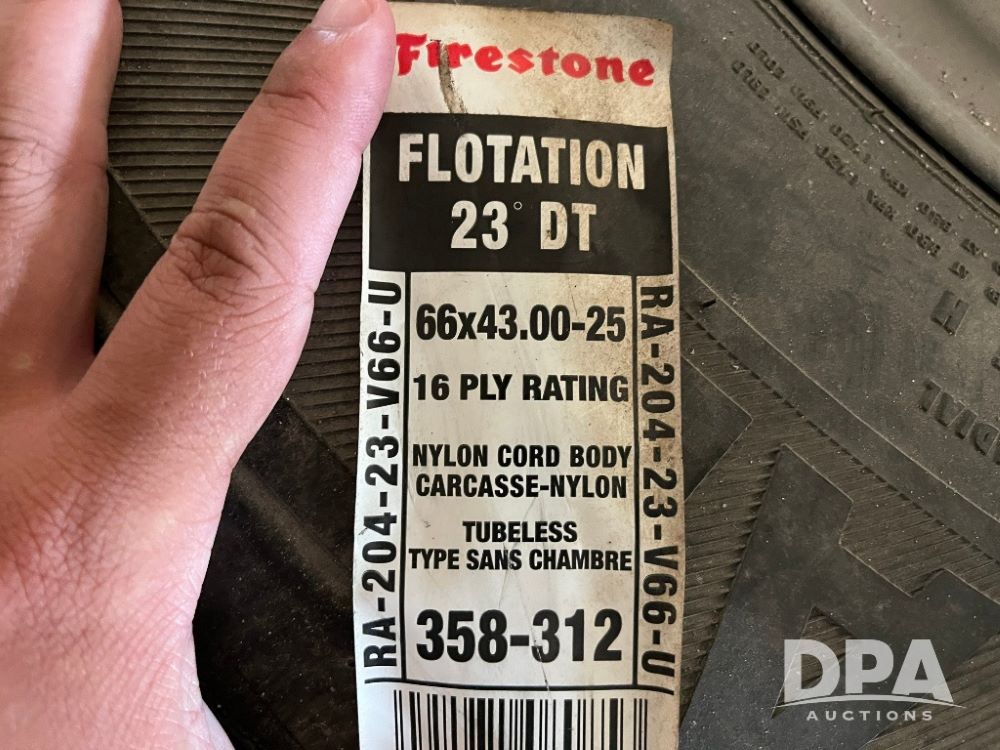 Firestone
FLOTATION
23° DT
66x43.00-25
16 PLY RATING
NYLON CORD BODY
CARCASSE-NYLON
TUBELESS
TYPE SANS CHAMBRE
358-312
RA-204-23-V66-U
RA-204-23-V66-U
DPA
AUCTIONS